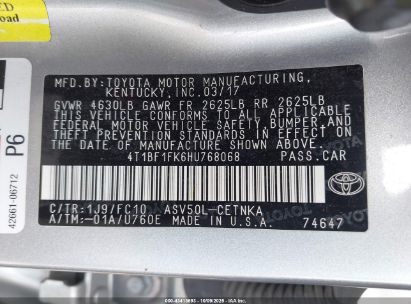 ED
oad
MFD.BY:TOYOTA MOTOR MANUFACTURING,
KENTUCKY, INC. 03/17
GVWR 4630LB GAWR FR 2625LB RR 2625LB
THIS VEHICLE CONFORMS TO ALL APPLICABLE
FEDERAL MOTOR VEHICLE SAFETY, BUMPER, AND
THEFT PREVENTION STANDARDS IN EFFECT ON
THE DATE OF MANUFACTURE SHOWN ABOVE.
4T1BF1FK6HU768068 PASS.CAR
C/TR:1J9/FC10 ASV50L-CETNKA
A/TM:-01A/U760E MADE IN U.S.A. 74647
TOYOTA
P6
42661-06712